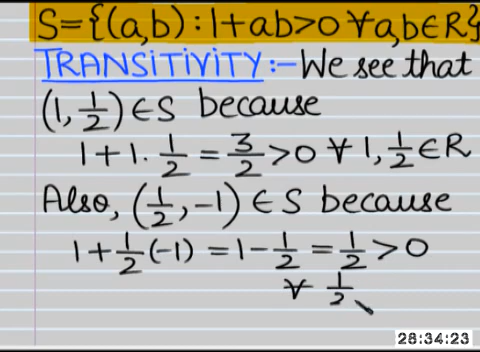 S={(a,b):1+ab>0 ∀a,b∈R}
TRANSITIVITY:- We see that
(1, 1/2)∈S because
1+1. 1/2 = 3/2 >0 ∀ 1, 1/2 ∈R
Also, (1/2, -1) ∈ S because
1+ 1/2 (-1) = 1- 1/2 = 1/2 >0
∀ 1/2,
28:34:23